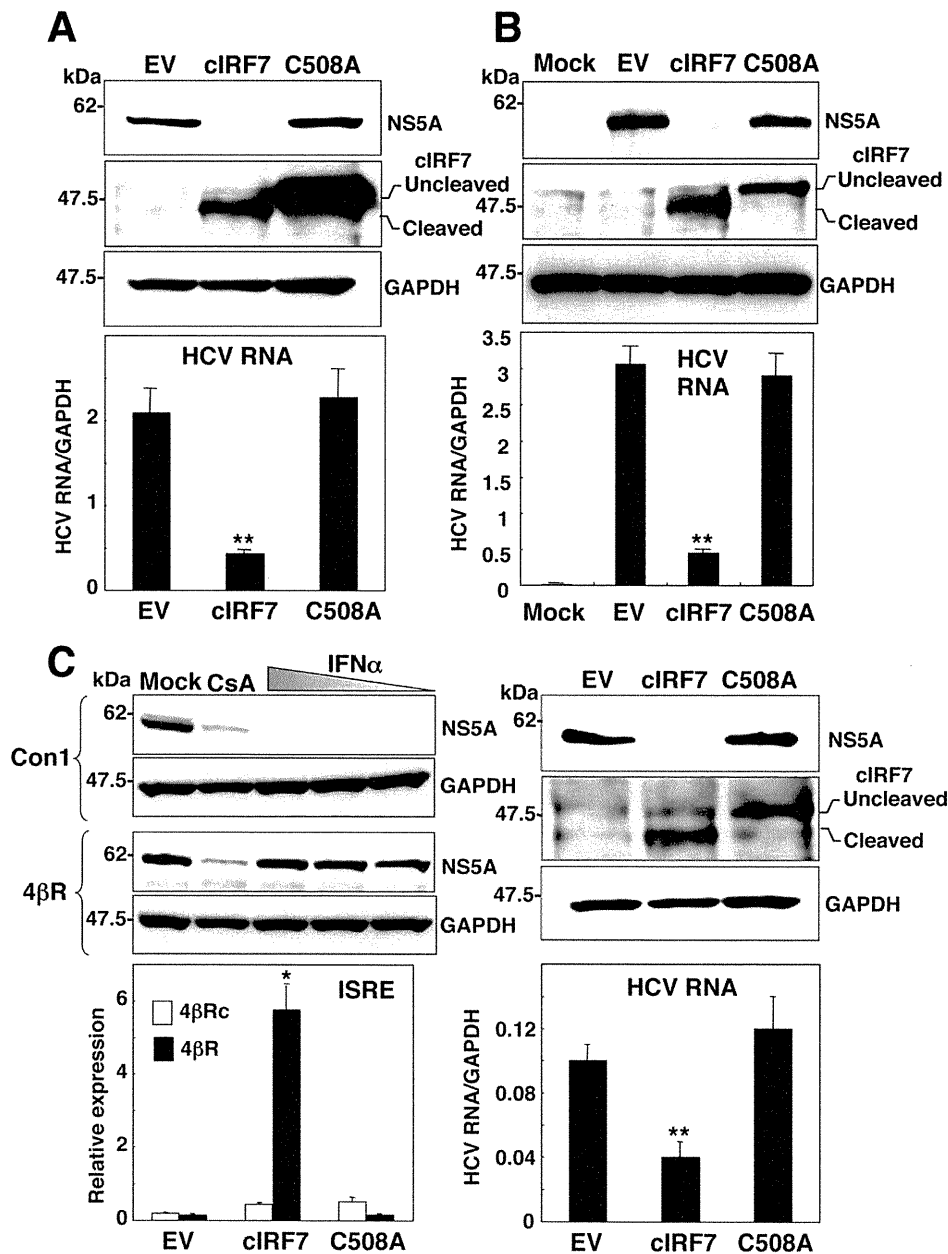 A
EV cIRF7 C508A
kDa
62-
NS5A
cIRF7
47.5-
Uncleaved
Cleaved
47.5-
GAPDH
HCV RNA
HCV RNA/GAPDH
2
1
0
**
EV cIRF7 C508A
B
Mock EV cIRF7 C508A
kDa
62-
NS5A
cIRF7
47.5-
Uncleaved
Cleaved
47.5-
GAPDH
HCV
RNA
HCV RNA/GAPDH
3.5
3
2.5
2
1.5
1
0.5
0
**
Mock EV cIRF7 C508A
C
IFNα
kDa
Mock CsA
Con1
62-
NS5A
47.5-
GAPDH
4βR
62-
NS5A
47.5-
GAPDH
ISRE
Relative expression
6
4
2
0
4βRc
4βR
*
EV cIRF7 C508A
EV cIRF7 C508A
kDa
62-
NS5A
cIRF7
47.5-
Uncleaved
Cleaved
47.5-
GAPDH
HCV RNA
HCV RNA/GAPDH
0.12
0.08
0.04
0
**
EV cIRF7 C508A